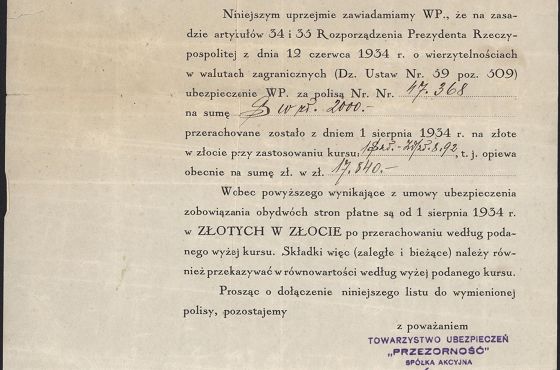 Niniejszym uprzejmie zawiadamiamy WP., że na zasa-
dzie artykułów 34 i 33 Rozporządzenia Prezydenta Rzeczy-
pospolitej z dnia 12 czerwca 1934 r. o wierzytelnościach
w walutach zagranicznych (Dz. Ustaw Nr. 59 poz. 509)
ubezpieczenie WP. za polisą Nr. Nr. 47.368
na sumę $ w zł. 2000.-
przerachowane zostało z dniem 1 sierpnia 1934 r. na złote
w złocie przy zastosowaniu kursu: 8.92, t. j. opiewa
obecnie na sumę zł. w zł. 17.840.-
Wobec powyższego wynikające z umowy ubezpieczenia
zobowiązania obydwóch stron płatne są od 1 sierpnia 1934 r.
w ZŁOTYCH W ZŁOCIE po przerachowaniu według poda-
nego wyżej kursu. Składki więc (zaległe i bieżące) należy rów-
nież przekazywać w równowartości według wyżej podanego kursu.
Prosząc o dołączenie niniejszego listu do wymienionej
polisy, pozostajemy
z poważaniem
TOWARZYSTWO UBEZPIECZEŃ
„PRZEZORNOŚĆ"
SPÓŁKA AKCYJNA